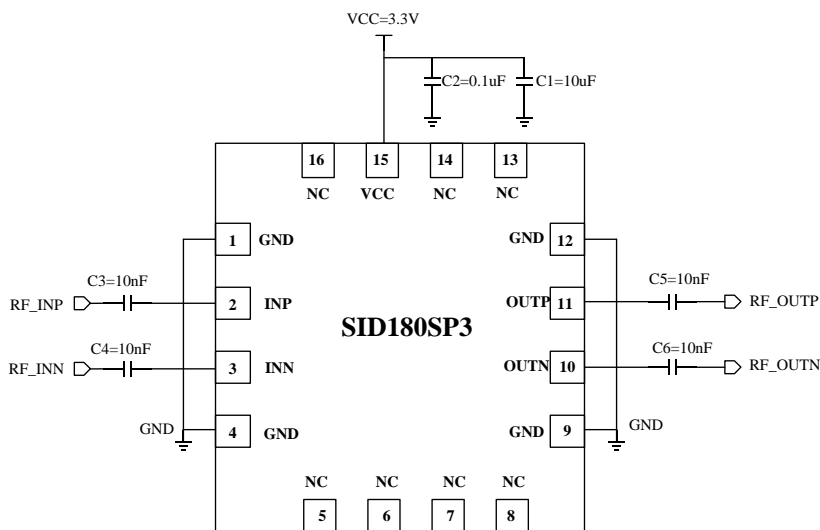 VCC=3.3V
C2=0.1uF
C1=10uF
16
15
14
13
NC
VCC
NC
NC
1
GND
GND
12
C3=10nF
C5=10nF
RF_INP
2
INP
OUTP
11
RF_OUTP
SID180SP3
C4=10nF
C6=10nF
RF_INN
3
INN
OUTN
10
RF_OUTN
GND
4
GND
GND
9
GND
NC
NC
NC
NC
5
6
7
8